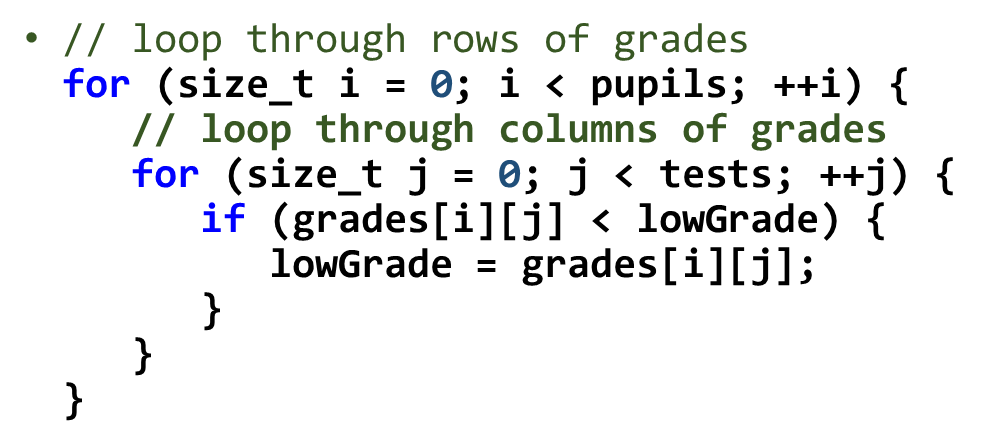 • // loop through rows of grades
for (size_t i = 0; i < pupils; ++i) {
// loop through columns of grades
for (size_t j = 0; j < tests; ++j) {
if (grades[i][j] < lowGrade) {
lowGrade = grades[i][j];
}
}
}